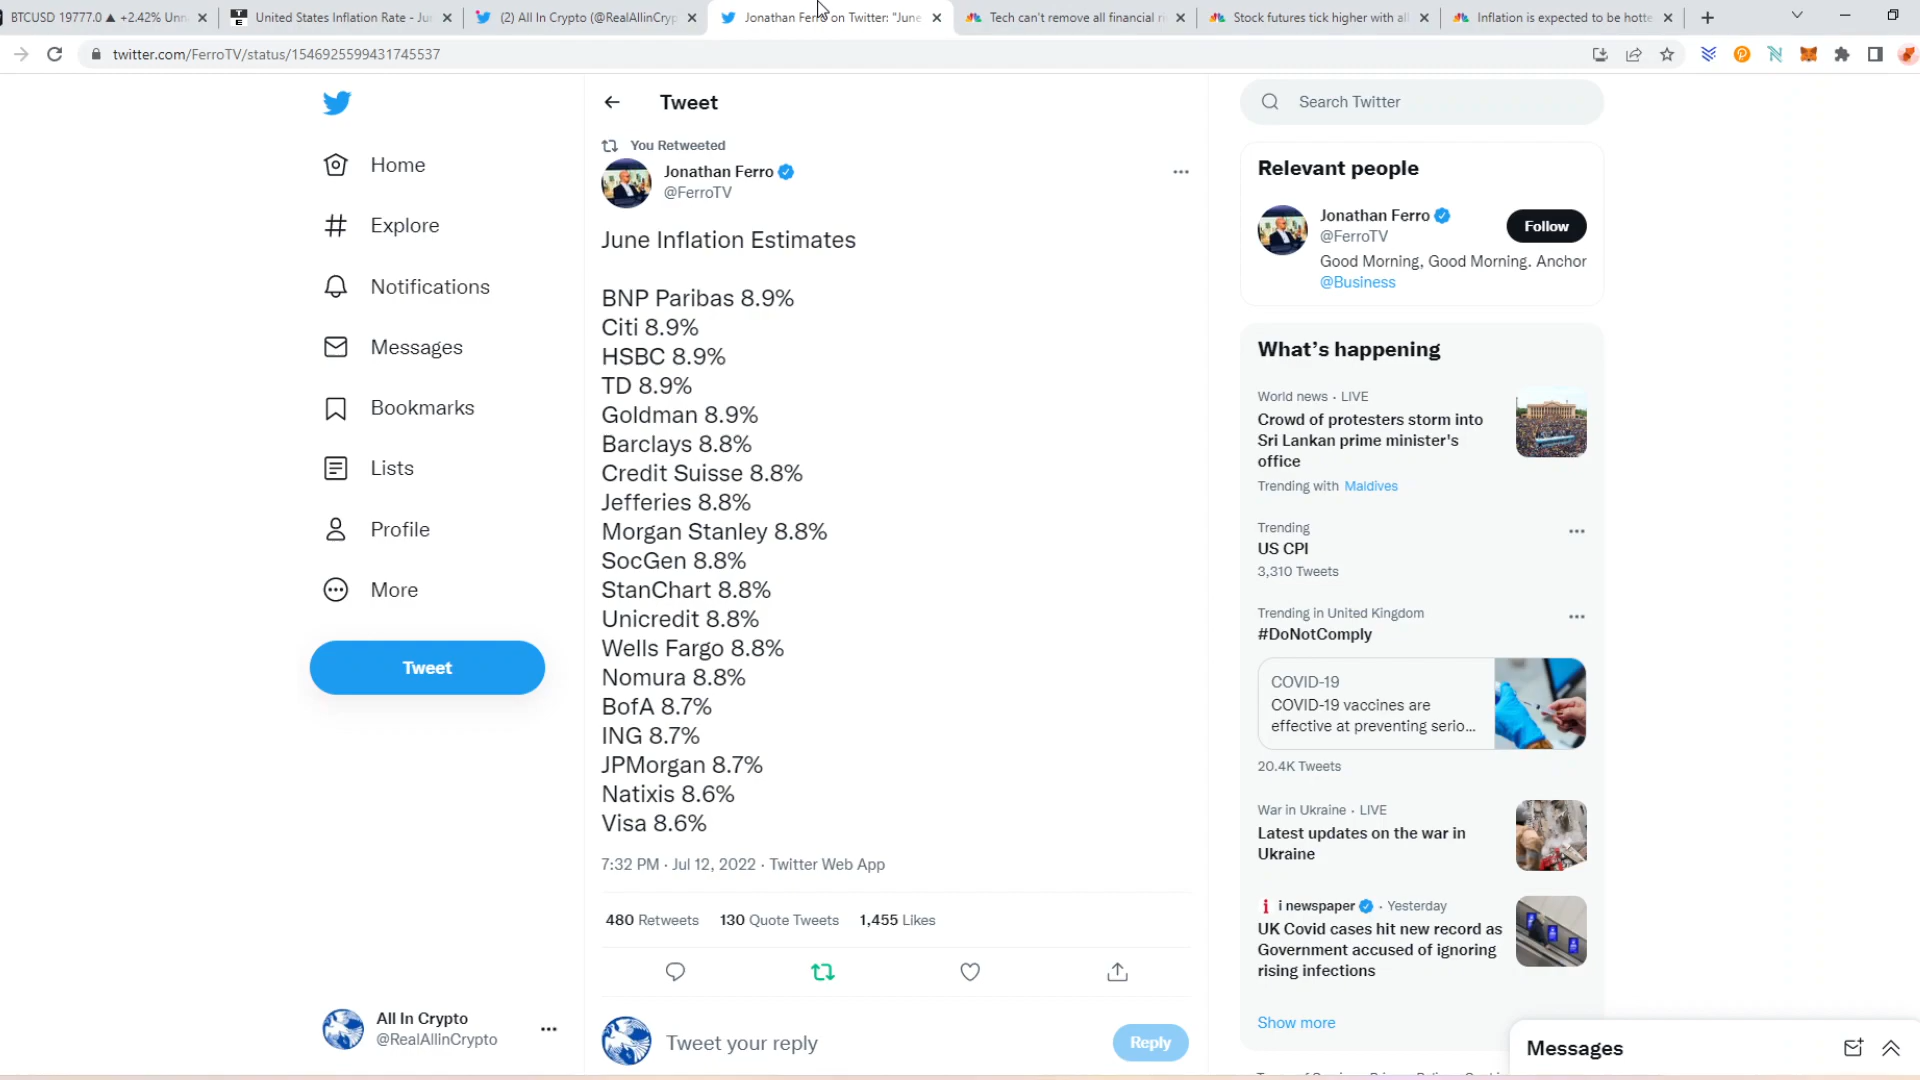 BTCUSD 19777.0 ▲ +2.42% Unn
United States Inflation Rate - Ju
(2) All In Crypto (@RealAllinCryp
Jonathan Ferro on Twitter: "June
Tech can't remove all financial ri
Stock futures tick higher with all
Inflation is expected to be hotte
twitter.com/FerroTV/status/1546925599431745537
Home
Explore
Notifications
Messages
Bookmarks
Lists
Profile
More
Tweet
All In Crypto
@RealAllinCrypto
Tweet
You Retweeted
Jonathan Ferro
@FerroTV
June Inflation Estimates
BNP Paribas 8.9%
Citi 8.9%
HSBC 8.9%
TD 8.9%
Goldman 8.9%
Barclays 8.8%
Credit Suisse 8.8%
Jefferies 8.8%
Morgan Stanley 8.8%
SocGen 8.8%
StanChart 8.8%
Unicredit 8.8%
Wells Fargo 8.8%
Nomura 8.8%
BofA 8.7%
ING 8.7%
JPMorgan 8.7%
Natixis 8.6%
Visa 8.6%
7:32 PM · Jul 12, 2022 · Twitter Web App
480 Retweets 130 Quote Tweets 1,455 Likes
Tweet your reply
Reply
Search Twitter
Relevant people
Jonathan Ferro
@FerroTV
Follow
Good Morning, Good Morning. Anchor
@Business
What's happening
World news · LIVE
Crowd of protesters storm into
Sri Lankan prime minister's
office
Trending with Maldives
Trending
US CPI
3,310 Tweets
Trending in United Kingdom
#DoNotComply
COVID-19
COVID-19 vaccines are
effective at preventing serio...
20.4K Tweets
War in Ukraine · LIVE
Latest updates on the war in
Ukraine
i newspaper · Yesterday
UK Covid cases hit new record as
Government accused of ignoring
rising infections
Show more
Messages